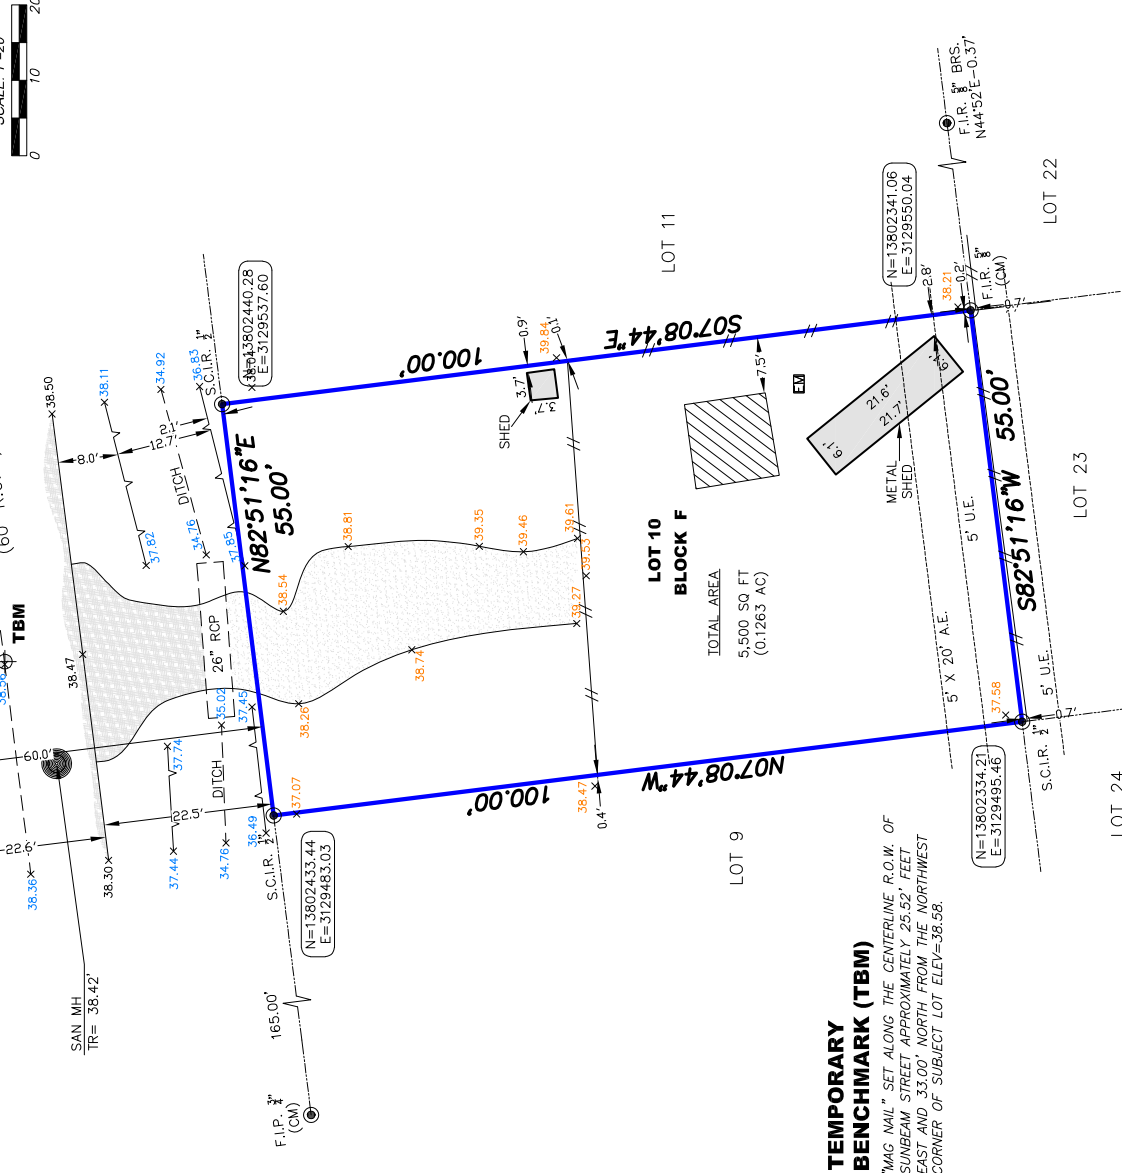 20
10
0
38.50
38.11
34.92
36.83
S.C.I.R. ½"
38.04
N=13802440.28
E=3129537.60
8.0'
12.7'
2.1'
DITCH
37.82
34.76
37.85
N82°51'16"E
55.00'
TBM
38.56
38.47
26" RCP
35.02
37.45
37.74
60.0'
DITCH
22.5'
22.6'
38.36
38.30
37.44
34.76
36.49
S.C.I.R. ½"
37.07
N=13802433.44
E=3129483.03
SAN MH
TR= 38.42'
165.00'
F.I.P. ¾"
(CM)
100.00'
S07°08'44"E
LOT 11
SHED
3.7'
3.7'
0.9'
39.84
0.1'
38.81
39.35
39.46
39.61
39.53
39.27
38.54
38.74
38.26
38.47
0.4'
100.00'
N07°08'44"W
LOT 9
LOT 10
BLOCK F
TOTAL AREA
5,500 SQ FT
(0.1263 AC)
7.5'
EM
6.1'
21.6'
21.7'
METAL
SHED
N=13802341.06
E=3129550.04
2.8'
38.21
0.2'
F.I.R. ⅝"
(CM)
0.7'
F.I.R. ⅝" BRS.
N44°52'E-0.37'
LOT 22
5' U.E.
5' X 20' A.E.
S82°51'16"W 55.00'
LOT 23
5' U.E.
37.58
0.7'
S.C.I.R. ½"
N=13802334.21
E=3129495.46
LOT 24
TEMPORARY
BENCHMARK (TBM)
"MAG NAIL" SET ALONG THE CENTERLINE R.O.W. OF
SUNBEAM STREET APPROXIMATELY 25.52' FEET
EAST AND 33.00' NORTH FROM THE NORTHWEST
CORNER OF SUBJECT LOT ELEV=38.58.